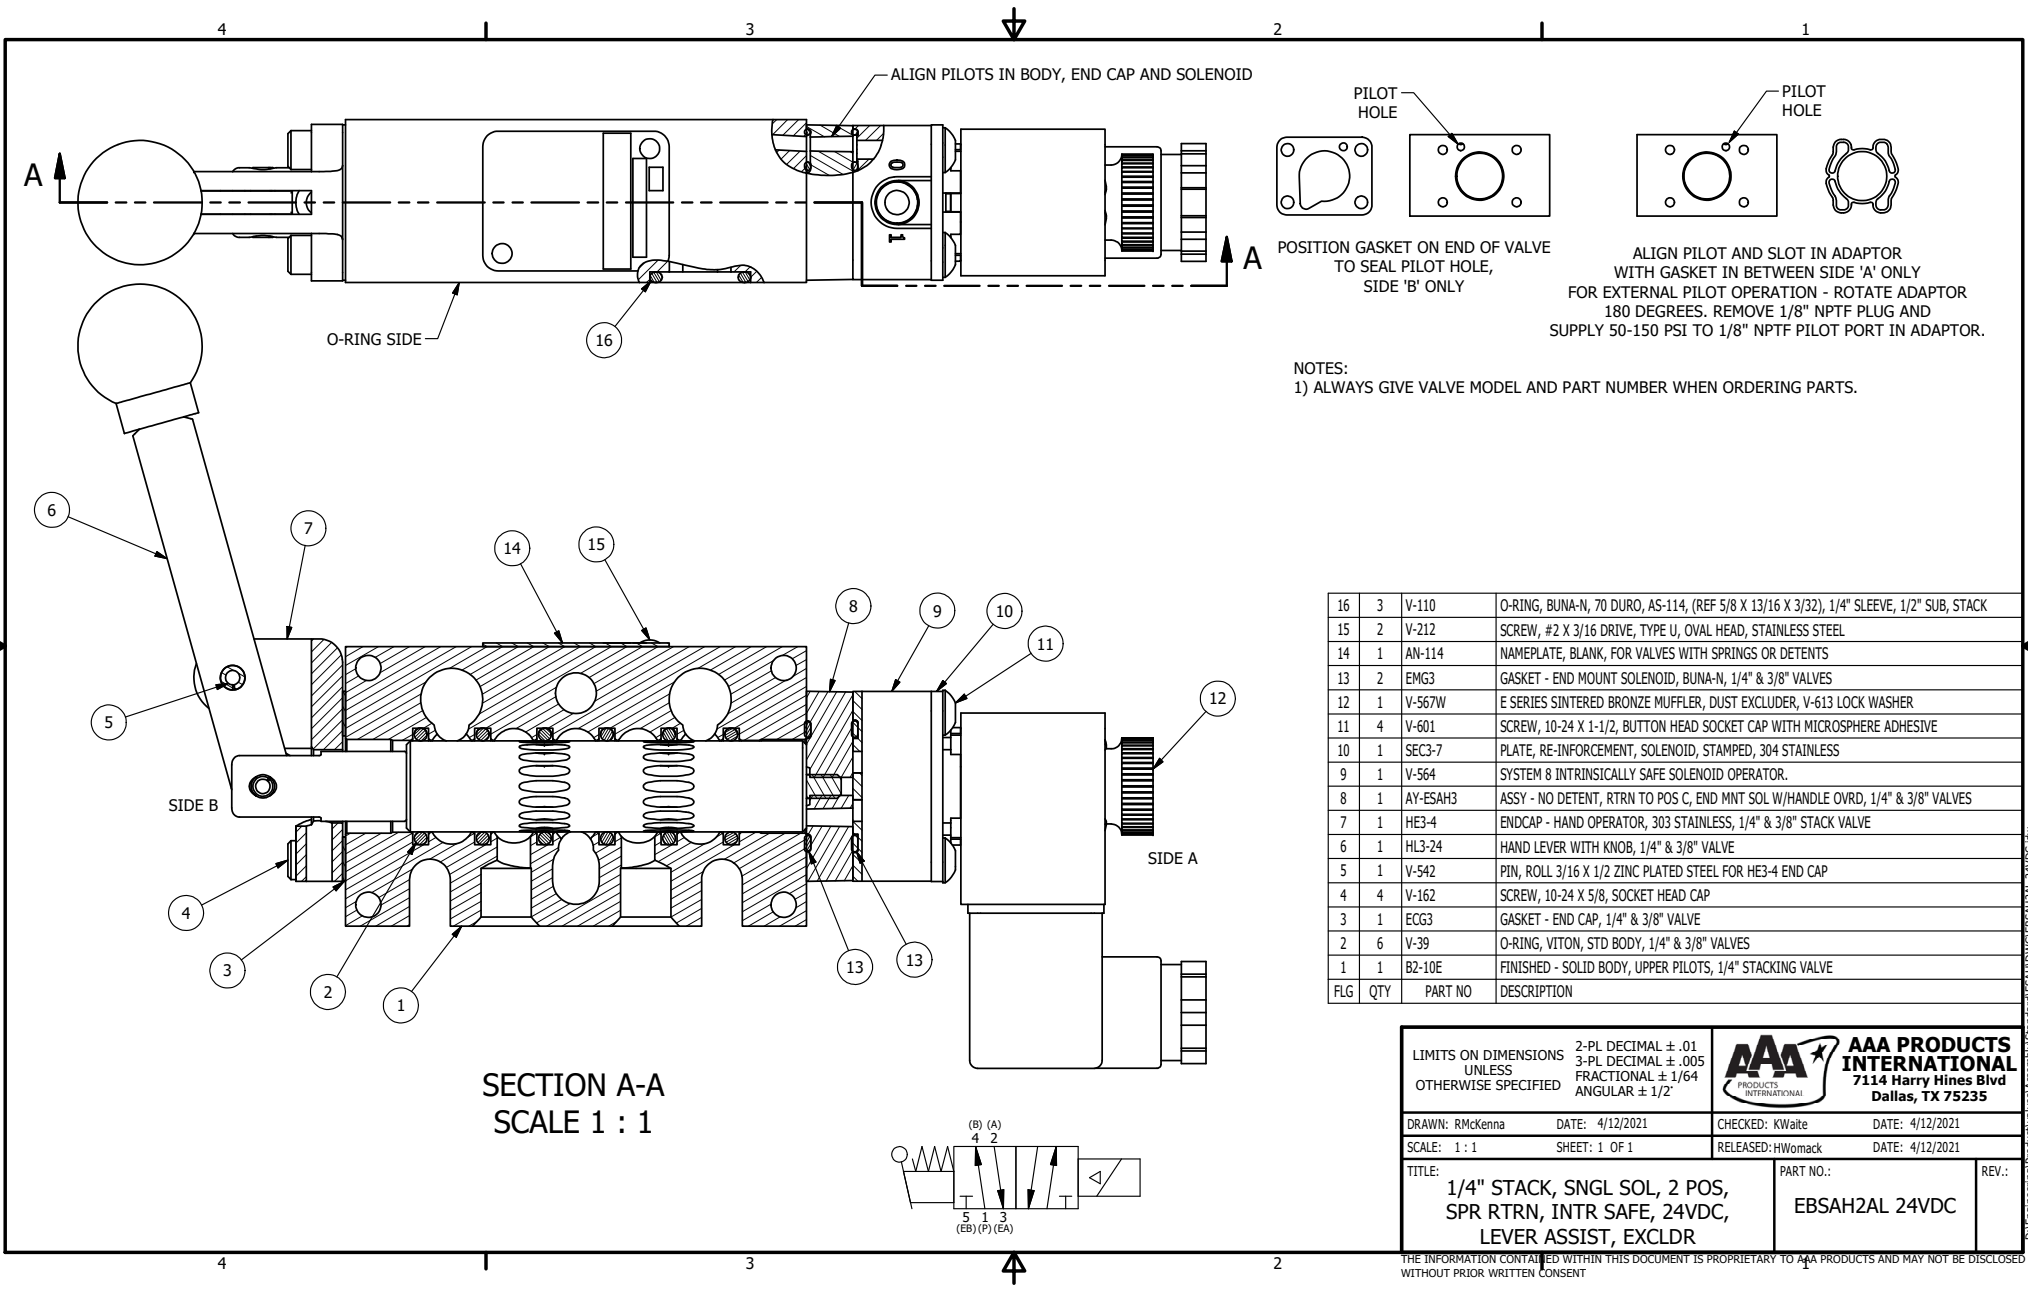 4 3 2 1
ALIGN PILOTS IN BODY, END CAP AND SOLENOID
A
A
0
1
O-RING SIDE
16
PILOT
HOLE
PILOT
HOLE
POSITION GASKET ON END OF VALVE
TO SEAL PILOT HOLE,
SIDE 'B' ONLY
ALIGN PILOT AND SLOT IN ADAPTOR
WITH GASKET IN BETWEEN SIDE 'A' ONLY
FOR EXTERNAL PILOT OPERATION - ROTATE ADAPTOR
180 DEGREES. REMOVE 1/8" NPTF PLUG AND
SUPPLY 50-150 PSI TO 1/8" NPTF PILOT PORT IN ADAPTOR.
NOTES:
1) ALWAYS GIVE VALVE MODEL AND PART NUMBER WHEN ORDERING PARTS.
6
7
14
15
8
9
10
11
12
5
SIDE B
SIDE A
4
3
2
1
13
13
SECTION A-A
SCALE 1 : 1
(B) (A)
4 2
5 1 3
(EB) (P) (EA)
16 3 V-110 O-RING, BUNA-N, 70 DURO, AS-114, (REF 5/8 X 13/16 X 3/32), 1/4" SLEEVE, 1/2" SUB, STACK
15 2 V-212 SCREW, #2 X 3/16 DRIVE, TYPE U, OVAL HEAD, STAINLESS STEEL
14 1 AN-114 NAMEPLATE, BLANK, FOR VALVES WITH SPRINGS OR DETENTS
13 2 EMG3 GASKET - END MOUNT SOLENOID, BUNA-N, 1/4" & 3/8" VALVES
12 1 V-567W E SERIES SINTERED BRONZE MUFFLER, DUST EXCLUDER, V-613 LOCK WASHER
11 4 V-601 SCREW, 10-24 X 1-1/2, BUTTON HEAD SOCKET CAP WITH MICROSPHERE ADHESIVE
10 1 SEC3-7 PLATE, RE-INFORCEMENT, SOLENOID, STAMPED, 304 STAINLESS
9 1 V-564 SYSTEM 8 INTRINSICALLY SAFE SOLENOID OPERATOR.
8 1 AY-ESAH3 ASSY - NO DETENT, RTRN TO POS C, END MNT SOL W/HANDLE OVRD, 1/4" & 3/8" VALVES
7 1 HE3-4 ENDCAP - HAND OPERATOR, 303 STAINLESS, 1/4" & 3/8" STACK VALVE
6 1 HL3-24 HAND LEVER WITH KNOB, 1/4" & 3/8" VALVE
5 1 V-542 PIN, ROLL 3/16 X 1/2 ZINC PLATED STEEL FOR HE3-4 END CAP
4 4 V-162 SCREW, 10-24 X 5/8, SOCKET HEAD CAP
3 1 ECG3 GASKET - END CAP, 1/4" & 3/8" VALVE
2 6 V-39 O-RING, VITON, STD BODY, 1/4" & 3/8" VALVES
1 1 B2-10E FINISHED - SOLID BODY, UPPER PILOTS, 1/4" STACKING VALVE
FLG QTY PART NO DESCRIPTION
LIMITS ON DIMENSIONS
UNLESS
OTHERWISE SPECIFIED
2-PL DECIMAL ± .01
3-PL DECIMAL ± .005
FRACTIONAL ± 1/64
ANGULAR ± 1/2°
AAA
PRODUCTS
INTERNATIONAL
AAA PRODUCTS
INTERNATIONAL
7114 Harry Hines Blvd
Dallas, TX 75235
DRAWN: RMcKenna DATE: 4/12/2021 CHECKED: KWaite DATE: 4/12/2021
SCALE: 1 : 1 SHEET: 1 OF 1 RELEASED: HWomack DATE: 4/12/2021
TITLE:
1/4" STACK, SNGL SOL, 2 POS,
SPR RTRN, INTR SAFE, 24VDC,
LEVER ASSIST, EXCLDR
PART NO.:
EBSAH2AL 24VDC
REV.:
4 3 2 1
THE INFORMATION CONTAINED WITHIN THIS DOCUMENT IS PROPRIETARY TO AAA PRODUCTS AND MAY NOT BE DISCLOSED
WITHOUT PRIOR WRITTEN CONSENT